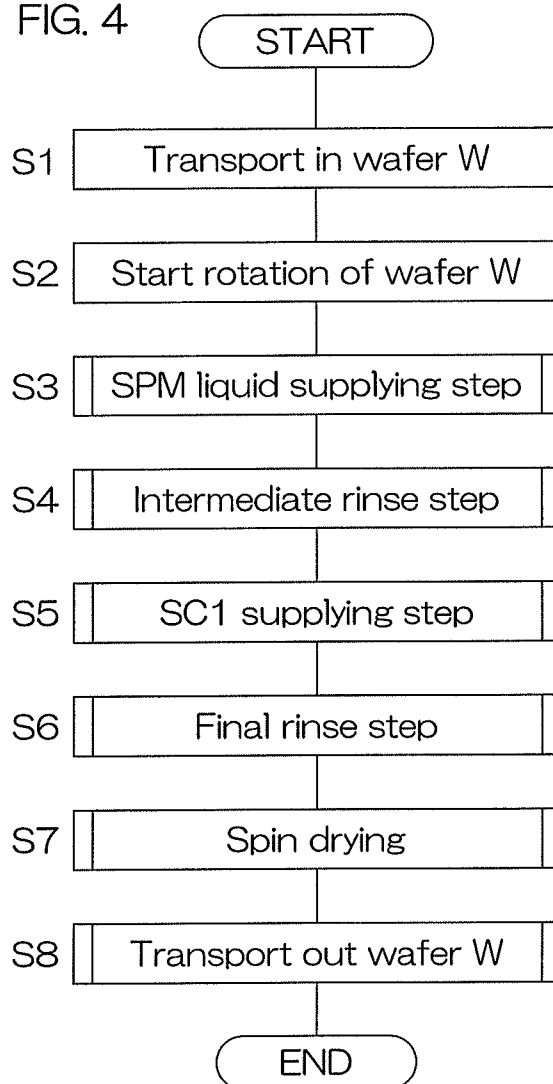 FIG. 4
START
S1 Transport in wafer W
S2 Start rotation of wafer W
S3 SPM liquid supplying step
S4 Intermediate rinse step
S5 SC1 supplying step
S6 Final rinse step
S7 Spin drying
S8 Transport out wafer W
END